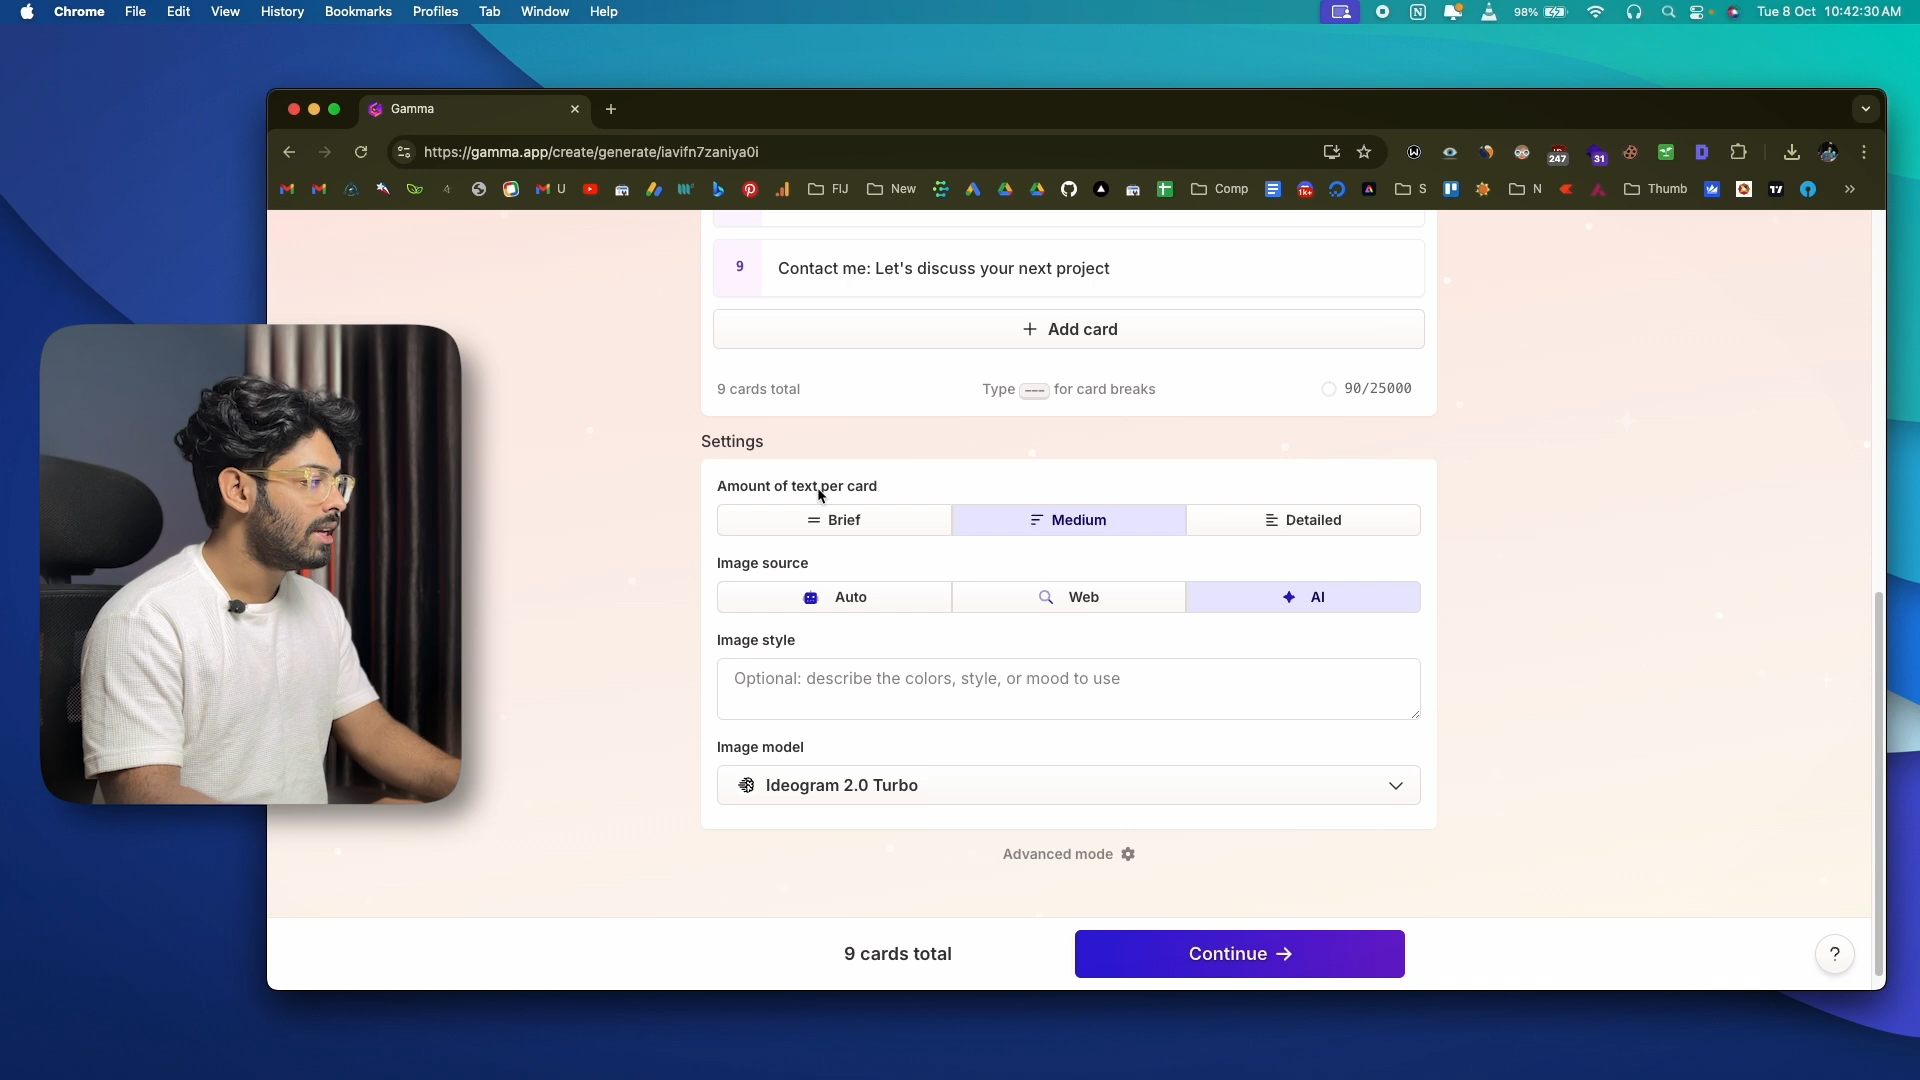 Chrome File Edit View History Bookmarks Profiles Tab Window Help 98% Tue 8 Oct 10:42:30 AM
Gamma
https://gamma.app/create/generate/iavifn7zaniya0i 247 31
U FIJ New Comp 1K+ S N Thumb
9 Contact me: Let's discuss your next project
+ Add card
9 cards total Type --- for card breaks 90/25000
Settings
Amount of text per card
Brief Medium Detailed
Image source
Auto Web AI
Image style
Optional: describe the colors, style, or mood to use
Image model
Ideogram 2.0 Turbo
Advanced mode
9 cards total Continue →
?